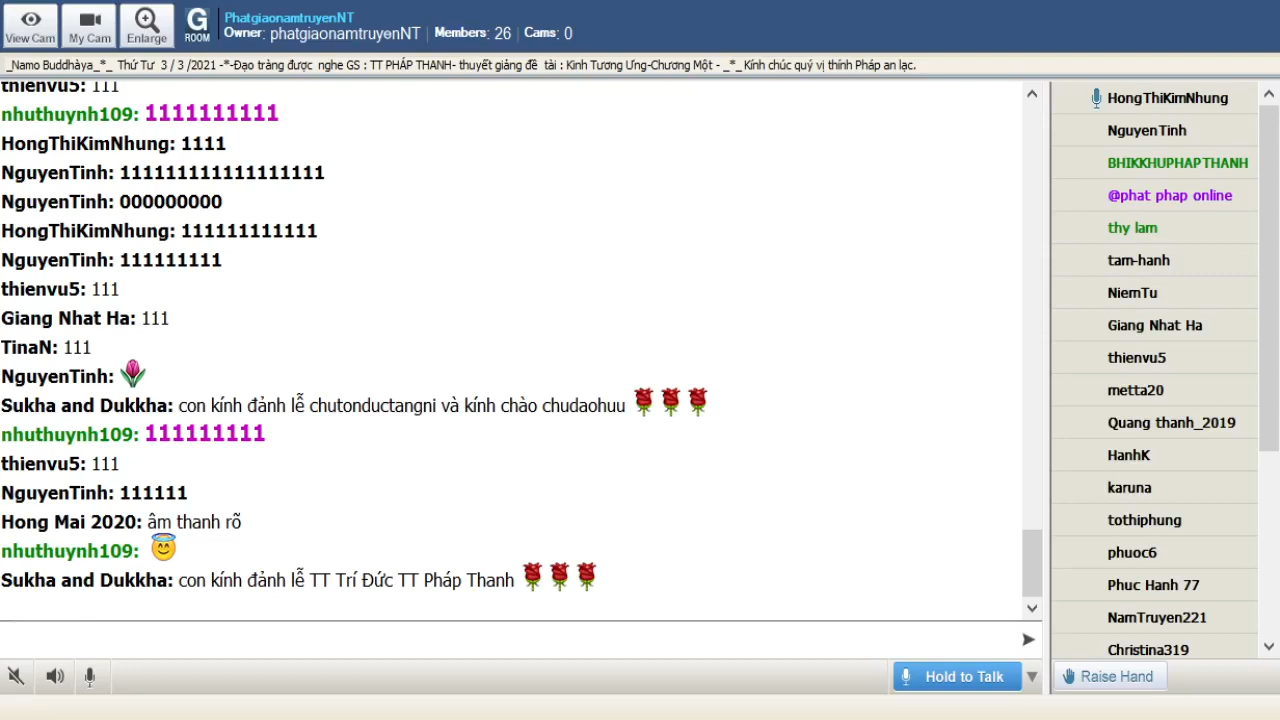 View Cam
My Cam
Enlarge
G
ROOM
PhatgiaonamtruyenNT
Owner: phatgiaonamtruyenNT | Members: 26 | Cams: 0
_Namo Buddhàya_*_ Thứ Tư 3 / 3 /2021 -*-Đạo tràng được nghe GS : TT PHÁP THANH- thuyết giảng đề tài : Kinh Tương Ưng-Chương Một - _*_ Kính chúc quý vị thính Pháp an lạc.
thienvu5: 111
nhuthuynh109: 1111111111
HongThiKimNhung: 1111
NguyenTinh: 11111111111111111
NguyenTinh: 000000000
HongThiKimNhung: 111111111111
NguyenTinh: 111111111
thienvu5: 111
Giang Nhat Ha: 111
TinaN: 111
NguyenTinh:
Sukha and Dukkha: con kính đảnh lễ chutonductangni và kính chào chudaohuu
nhuthuynh109: 111111111
thienvu5: 111
NguyenTinh: 111111
Hong Mai 2020: âm thanh rõ
nhuthuynh109:
Sukha and Dukkha: con kính đảnh lễ TT Trí Đức TT Pháp Thanh
HongThiKimNhung
NguyenTinh
BHIKKHUPHAPTHANH
@phat phap online
thy lam
tam-hanh
NiemTu
Giang Nhat Ha
thienvu5
metta20
Quang thanh_2019
HanhK
karuna
tothiphung
phuoc6
Phuc Hanh 77
NamTruyen221
Christina319
Hold to Talk
Raise Hand